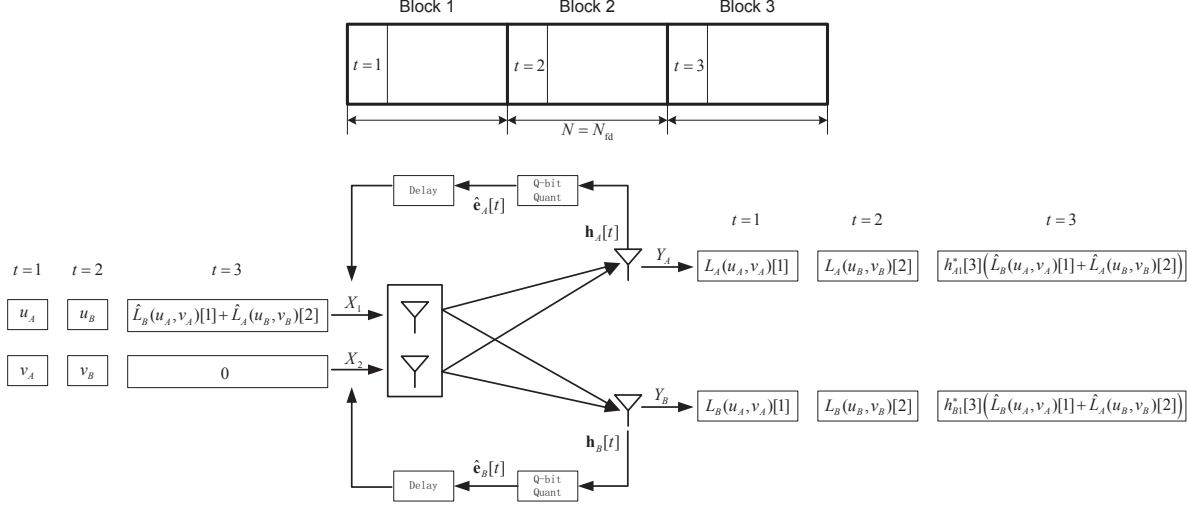 Block 1 Block 2 Block 3
t = 1 t = 2 t = 3
N = N_fd
Delay ê_A[t] Q-bit Quant
h_A[t]
t = 1 t = 2 t = 3
t = 1 t = 2 t = 3
Y_A
L_A(u_A, v_A)[1] L_A(u_B, v_B)[2] h*_{A1}[3](L̂_B(u_A, v_A)[1] + L̂_A(u_B, v_B)[2])
u_A u_B L̂_B(u_A, v_A)[1] + L̂_A(u_B, v_B)[2] X_1
v_A v_B 0 X_2
Y_B
L_B(u_A, v_A)[1] L_B(u_B, v_B)[2] h*_{B1}[3](L̂_B(u_A, v_A)[1] + L̂_A(u_B, v_B)[2])
h_B[t]
Delay ê_B[t] Q-bit Quant